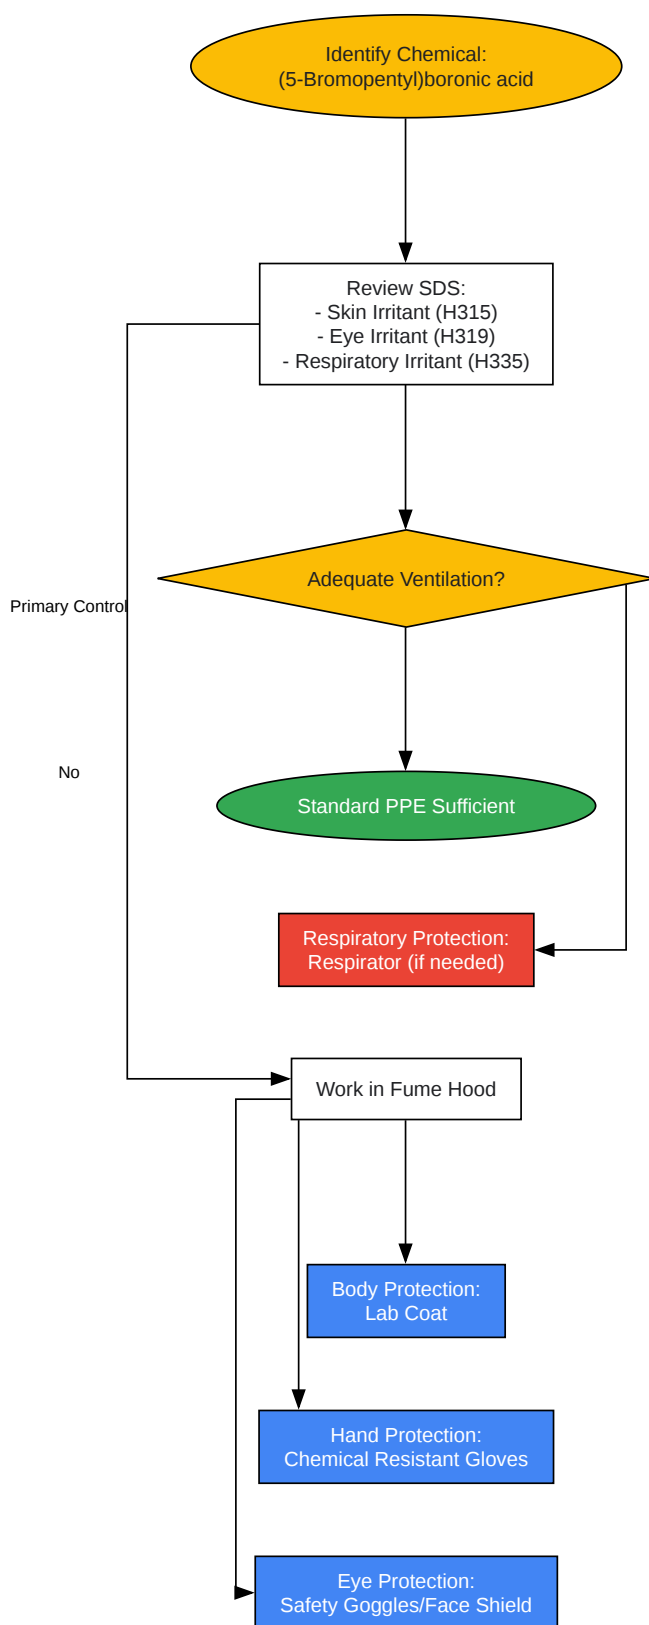 Identify Chemical:
(5-Bromopentyl)boronic acid
Review SDS:
- Skin Irritant (H315)
- Eye Irritant (H319)
- Respiratory Irritant (H335)
Adequate Ventilation?
Primary Control
No
Standard PPE Sufficient
Respiratory Protection:
Respirator (if needed)
Work in Fume Hood
Body Protection:
Lab Coat
Hand Protection:
Chemical Resistant Gloves
Eye Protection:
Safety Goggles/Face Shield